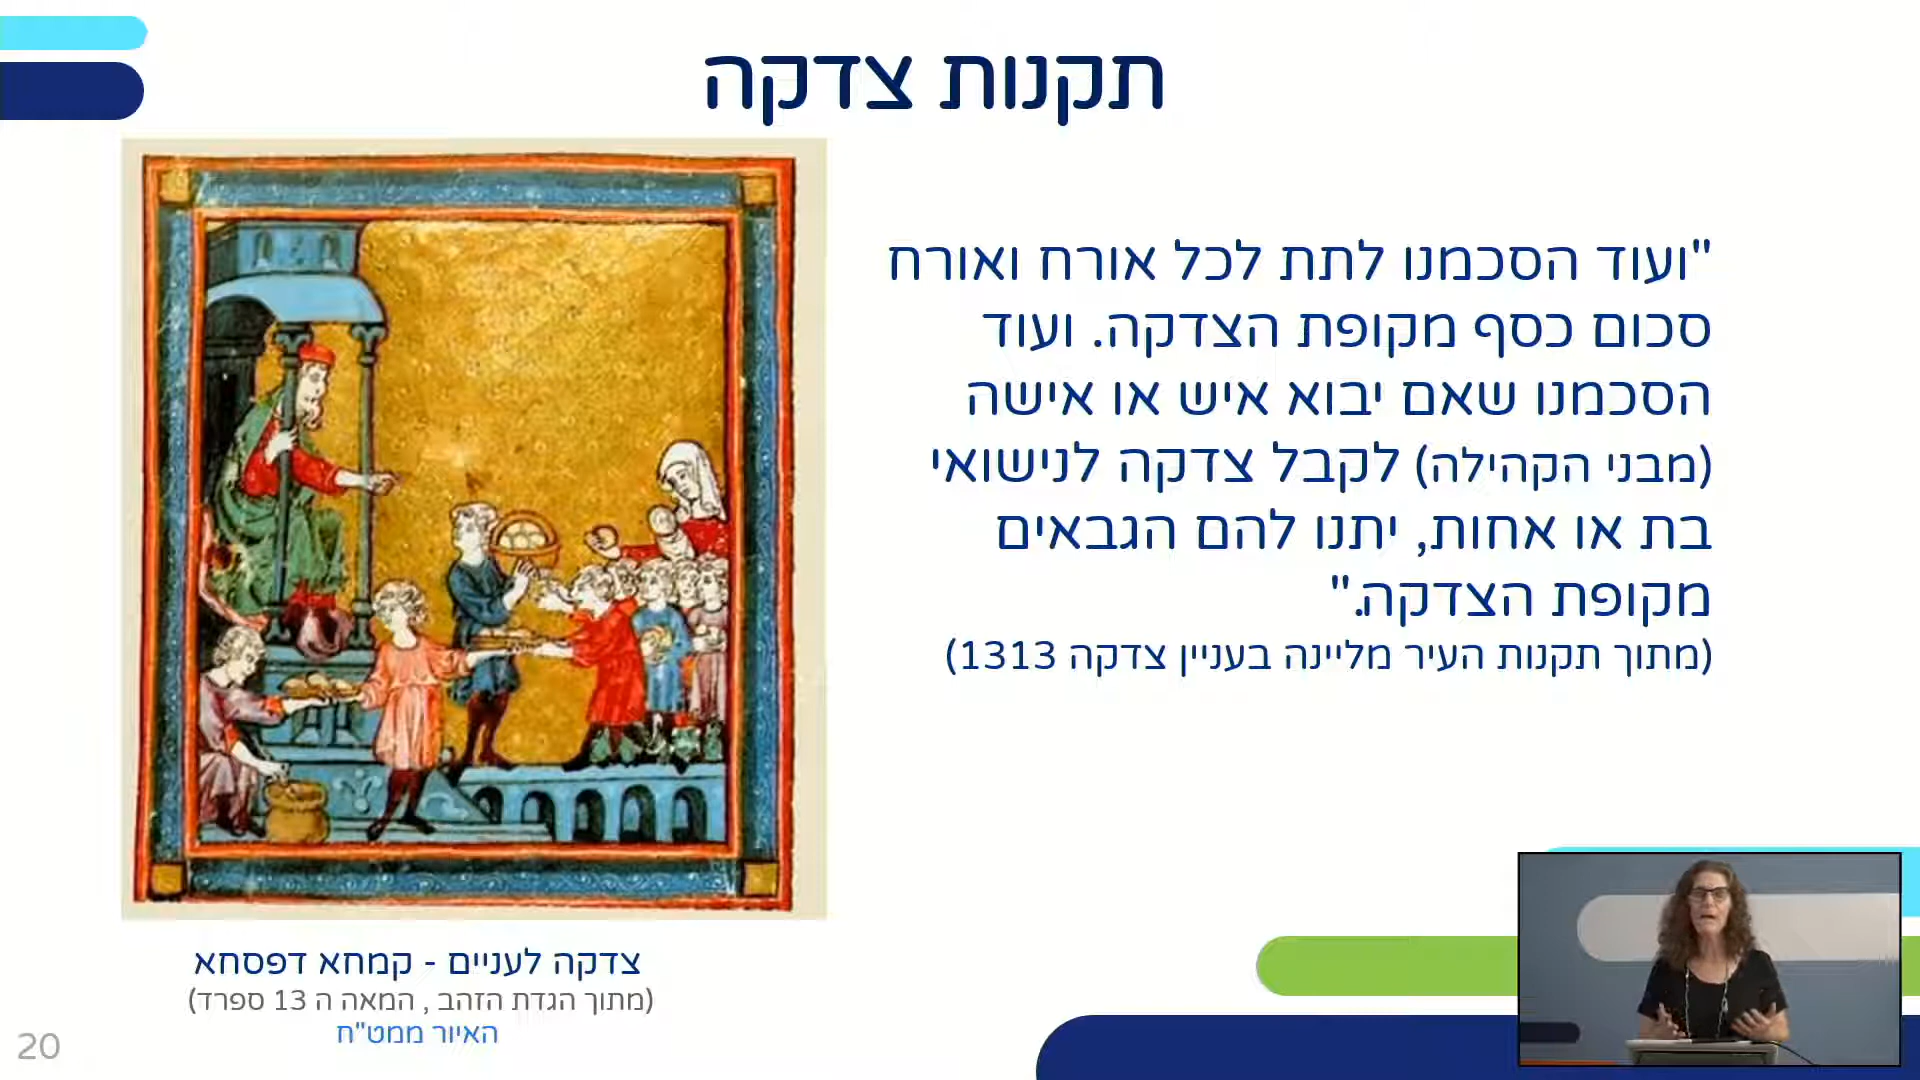 תקנות צדקה
"ועוד הסכמנו לתת לכל אורח ואורח
סכום כסף מקופת הצדקה. ועוד
הסכמנו שאם יבוא איש או אישה
(מבני הקהילה) לקבל צדקה לנישואי
בת או אחות, יתנו להם הגבאים
מקופת הצדקה."
(מתוך תקנות העיר מליינה בעניין צדקה 1313)
צדקה לעניים - קמחא דפסחא
(מתוך הגדת הזהב , המאה ה 13 ספרד)
האיור ממט"ח
20